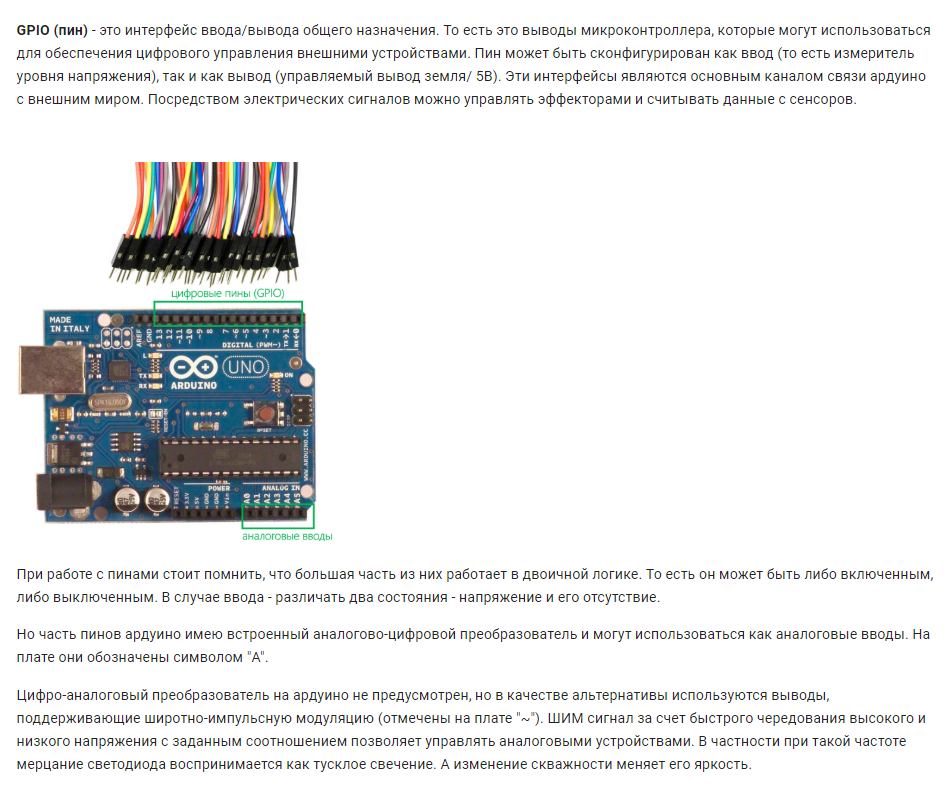 GPIO (пин) - это интерфейс ввода/вывода общего назначения. То есть это выводы микроконтроллера, которые могут использоваться
для обеспечения цифрового управления внешними устройствами. Пин может быть сконфигурирован как ввод (то есть измеритель
уровня напряжения), так и как вывод (управляемый вывод земля/ 5В). Эти интерфейсы являются основным каналом связи ардуино
с внешним миром. Посредством электрических сигналов можно управлять эффекторами и считывать данные с сенсоров.
цифровые пины (GPIO)
MADE
IN ITALY
AREF
GND
13
12
~11
~10
~9
8
7
~6
~5
4
~3
2
TX→1
RX←0
DIGITAL (PWM~)
L
TX
RX
ARDUINO
UNO
ON
RESET
WWW.ARDUINO.CC
POWER
ANALOG IN
RESET
3.3V
5V
GND
GND
Vin
A0
A1
A2
A3
A4
A5
аналоговые вводы
При работе с пинами стоит помнить, что большая часть из них работает в двоичной логике. То есть он может быть либо включенным,
либо выключенным. В случае ввода - различать два состояния - напряжение и его отсутствие.
Но часть пинов ардуино имею встроенный аналогово-цифровой преобразователь и могут использоваться как аналоговые вводы. На
плате они обозначены символом "A".
Цифро-аналоговый преобразователь на ардуино не предусмотрен, но в качестве альтернативы используются выводы,
поддерживающие широтно-импульсную модуляцию (отмечены на плате "~"). ШИМ сигнал за счет быстрого чередования высокого и
низкого напряжения с заданным соотношением позволяет управлять аналоговыми устройствами. В частности при такой частоте
мерцание светодиода воспринимается как тусклое свечение. А изменение скважности меняет его яркость.